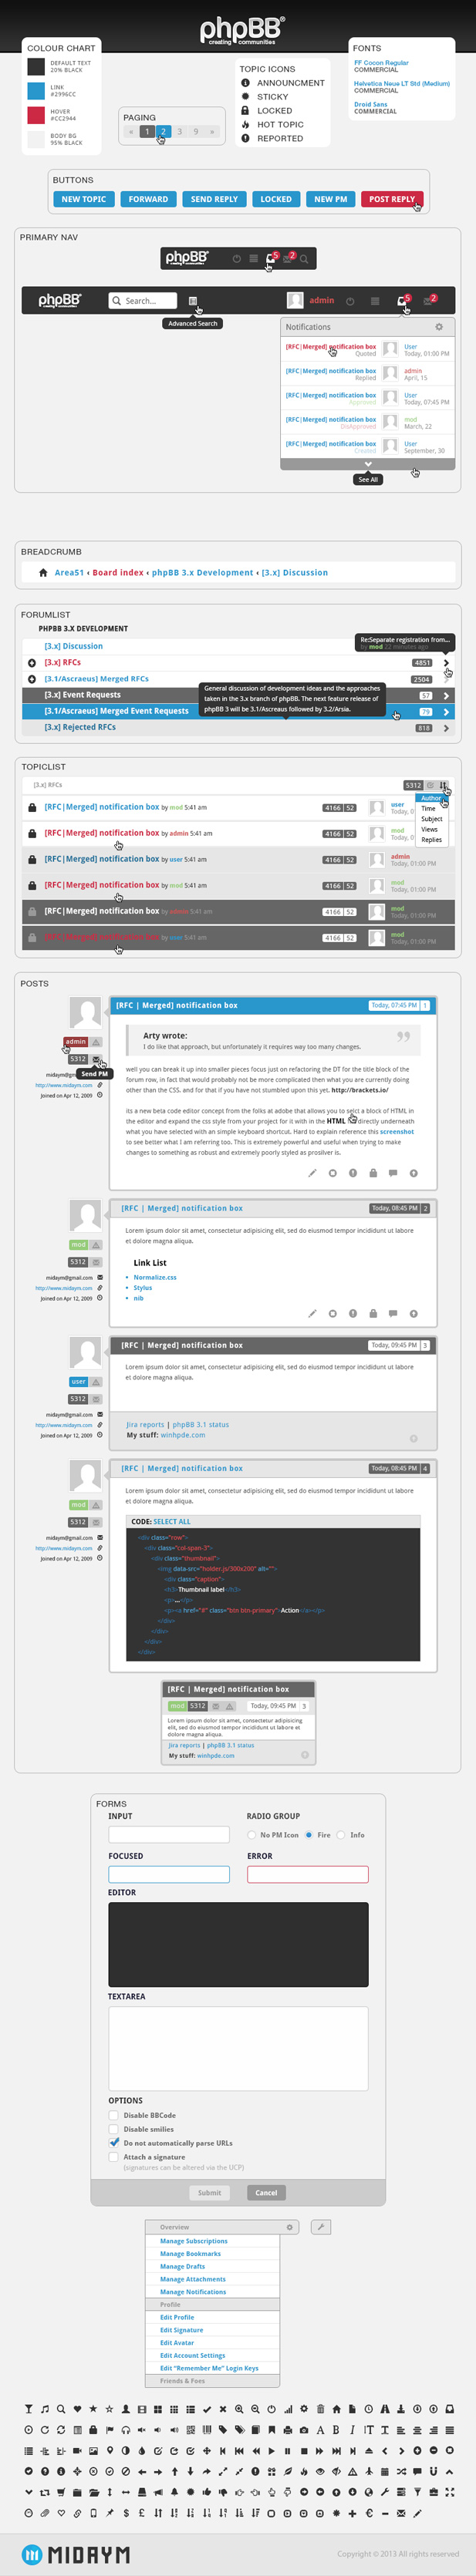 phpBB®
creating communities
COLOUR CHART
DEFAULT TEXT
20% BLACK
LINK
#2996CC
HOVER
#CC2944
BODY BG
95% BLACK
PAGING
« 1 2 3 9 »
TOPIC ICONS
ANNOUNCMENT
STICKY
LOCKED
HOT TOPIC
REPORTED
FONTS
FF Cocon Regular
COMMERCIAL
Helvetica Neue LT Std (Medium)
COMMERCIAL
Droid Sans
COMMERCIAL
BUTTONS
NEW TOPIC FORWARD SEND REPLY LOCKED NEW PM POST REPLY
PRIMARY NAV
phpBB® 5 2
phpBB® Search... admin 5 2
Advanced Search
Notifications
[RFC|Merged] notification box User
Quoted Today, 01:00 PM
[RFC|Merged] notification box admin
Replied April, 15
[RFC|Merged] notification box User
Approved Today, 07:45 PM
[RFC|Merged] notification box mod
DisApproved March, 22
[RFC|Merged] notification box User
Created September, 30
See All
BREADCRUMB
Area51 ‹ Board index ‹ phpBB 3.x Development ‹ [3.x] Discussion
FORUMLIST
PHPBB 3.X DEVELOPMENT
[3.x] Discussion
Re:Separate registration from...
by mod 22 minutes ago
[3.x] RFCs 4851
[3.1/Ascraeus] Merged RFCs 2504
[3.x] Event Requests 57
General discussion of development ideas and the approaches
taken in the 3.x branch of phpBB. The next feature release of
phpBB 3 will be 3.1/Ascreaus followed by 3.2/Arsia.
[3.1/Ascraeus] Merged Event Requests 79
[3.x] Rejected RFCs 818
TOPICLIST
[3.x] RFCs 5312
Author
Time
Subject
Views
Replies
[RFC|Merged] notification box by mod 5:41 am 4166 52 user
Today, 0
[RFC|Merged] notification box by admin 5:41 am 4166 52 mod
Today, 0
[RFC|Merged] notification box by user 5:41 am 4166 52 admin
Today, 01:00 PM
[RFC|Merged] notification box by mod 5:41 am 4166 52 mod
Today, 01:00 PM
[RFC|Merged] notification box by admin 5:41 am 4166 52 mod
Today, 01:00 PM
[RFC|Merged] notification box by user 5:41 am 4166 52 mod
Today, 01:00 PM
POSTS
admin
5312
Send PM
midaym@g
http://www.midaym.com
Joined on Apr 12, 2009
[RFC | Merged] notification box Today, 07:45 PM 1
Arty wrote:
I do like that approach, but unfortunately it requires way too many changes.
well you can break it up into smaller pieces focus just on refactoring the DT for the title block of the
forum row, in fact that would probably not be more complicated then what you are currently doing
other than the CSS. and for that if you have not stumbled upon this yet. http://brackets.io/
Its a new beta code editor concept from the folks at adobe that allows you select a block of HTML in
the editor and expand the css style from your project for it with in the HTML directly underneath
what you have selected with an simple keyboard shortcut. Hard to explain reference this screenshot
to see better what I am referring too. This is extremely powerful and useful when trying to make
changes to something as robust and extremely poorly styled as prosilver is.
mod
5312
midaym@gmail.com
http://www.midaym.com
Joined on Apr 12, 2009
[RFC | Merged] notification box Today, 08:45 PM 2
Lorem ipsum dolor sit amet, consectetur adipisicing elit, sed do eiusmod tempor incididunt ut labore
et dolore magna aliqua.
Link List
• Normalize.css
• Stylus
• nib
user
5312
midaym@gmail.com
http://www.midaym.com
Joined on Apr 12, 2009
[RFC | Merged] notification box Today, 09:45 PM 3
Lorem ipsum dolor sit amet, consectetur adipisicing elit, sed do eiusmod tempor incididunt ut labore
et dolore magna aliqua.
Jira reports | phpBB 3.1 status
My stuff: winhpde.com
mod
5312
midaym@gmail.com
http://www.midaym.com
Joined on Apr 12, 2009
[RFC | Merged] notification box Today, 08:45 PM 4
Lorem ipsum dolor sit amet, consectetur adipisicing elit, sed do eiusmod tempor incididunt ut labore
et dolore magna aliqua.
CODE: SELECT ALL
<div class="row">
<div class="col-span-3">
<div class="thumbnail">
<img data-src="holder.js/300x200" alt="">
<div class="caption">
<h3>Thumbnail label</h3>
<p>...</p>
<p><a href="#" class="btn btn-primary">Action</a></p>
</div>
</div>
</div>
</div>
[RFC | Merged] notification box
mod 5312 Today, 09:45 PM 3
Lorem ipsum dolor sit amet, consectetur adipisicing
elit, sed do eiusmod tempor incididunt ut labore et
dolore magna aliqua.
Jira reports | phpBB 3.1 status
My stuff: winhpde.com
FORMS
INPUT RADIO GROUP
No PM Icon Fire Info
FOCUSED ERROR
EDITOR
TEXTAREA
OPTIONS
Disable BBCode
Disable smilies
Do not automatically parse URLs
Attach a signature
(signatures can be altered via the UCP)
Submit Cancel
Overview
Manage Subscriptions
Manage Bookmarks
Manage Drafts
Manage Attachments
Manage Notifications
Profile
Edit Profile
Edit Signature
Edit Avatar
Edit Account Settings
Edit “Remember Me” Login Keys
Friends & Foes
MIDAYM
Copyright © 2013 All rights reserved